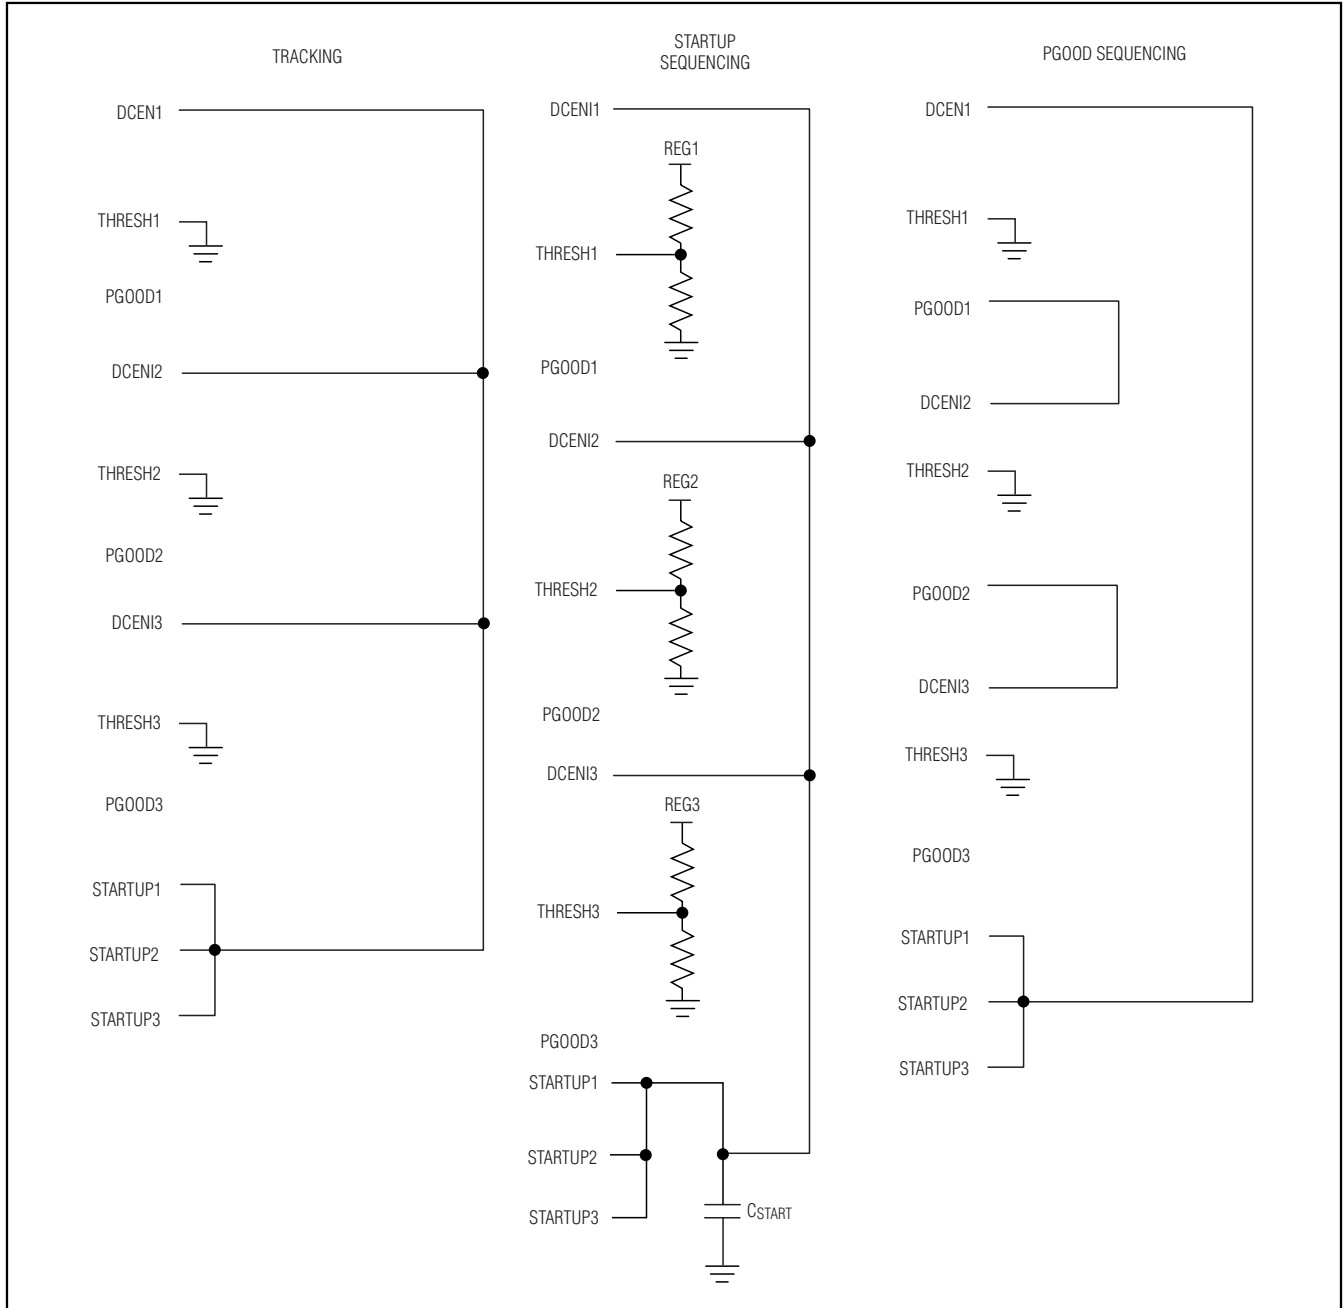 TRACKING
DCEN1
THRESH1
PGOOD1
DCENI2
THRESH2
PGOOD2
DCENI3
THRESH3
PGOOD3
STARTUP1
STARTUP2
STARTUP3
STARTUP
SEQUENCING
DCENI1
REG1
THRESH1
PGOOD1
DCENI2
REG2
THRESH2
PGOOD2
DCENI3
REG3
THRESH3
PGOOD3
STARTUP1
STARTUP2
STARTUP3
CSTART
PGOOD SEQUENCING
DCEN1
THRESH1
PGOOD1
DCENI2
THRESH2
PGOOD2
DCENI3
THRESH3
PGOOD3
STARTUP1
STARTUP2
STARTUP3